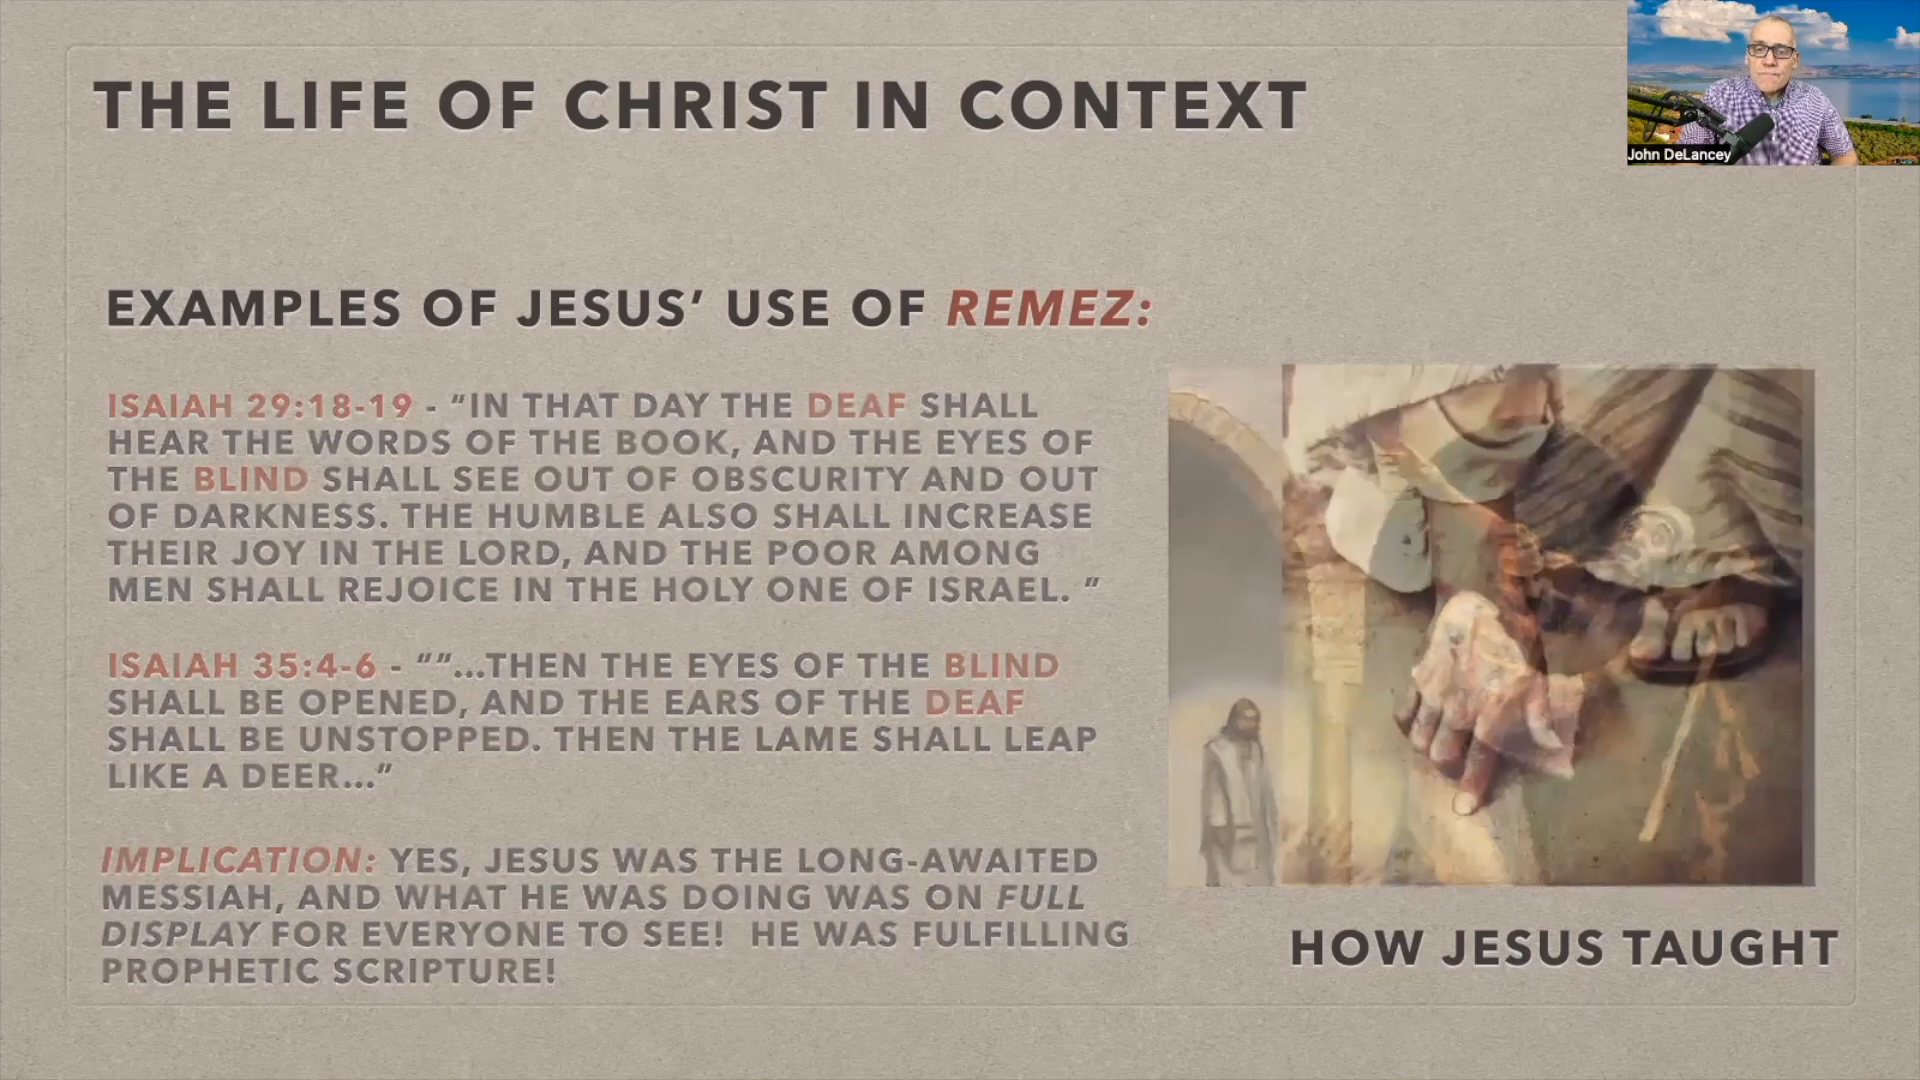 THE LIFE OF CHRIST IN CONTEXT
John DeLancey
EXAMPLES OF JESUS’ USE OF REMEZ:
ISAIAH 29:18-19 - “IN THAT DAY THE DEAF SHALL
HEAR THE WORDS OF THE BOOK, AND THE EYES OF
THE BLIND SHALL SEE OUT OF OBSCURITY AND OUT
OF DARKNESS. THE HUMBLE ALSO SHALL INCREASE
THEIR JOY IN THE LORD, AND THE POOR AMONG
MEN SHALL REJOICE IN THE HOLY ONE OF ISRAEL. ”
ISAIAH 35:4-6 - “”…THEN THE EYES OF THE BLIND
SHALL BE OPENED, AND THE EARS OF THE DEAF
SHALL BE UNSTOPPED. THEN THE LAME SHALL LEAP
LIKE A DEER…”
IMPLICATION: YES, JESUS WAS THE LONG-AWAITED
MESSIAH, AND WHAT HE WAS DOING WAS ON FULL
DISPLAY FOR EVERYONE TO SEE!  HE WAS FULFILLING
PROPHETIC SCRIPTURE!
HOW JESUS TAUGHT